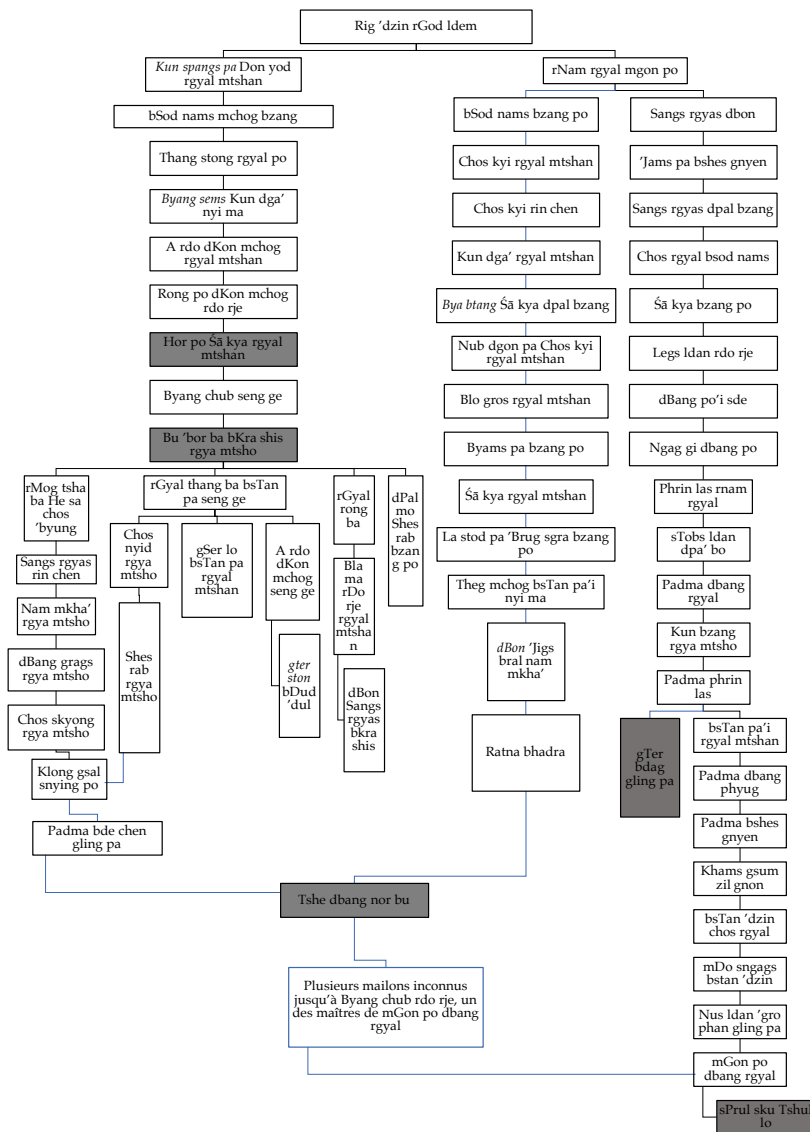 Rig 'dzin rGod ldem
Kun spangs pa Don yod
rgyal mtshan
bSod nams mchog bzang
Thang stong rgyal po
Byang sems Kun dga'
nyi ma
A rdo dKon mchog
rgyal mtshan
Rong po dKon mchog
rdo rje
Hor po Śā kya rgyal
mtshan
Byang chub seng ge
Bu 'bor ba bKra shis
rgya mtsho
rMog tsha
ba He sa
chos
'byung
Sangs rgyas
rin chen
Nam mkha'
rgya mtsho
dBang grags
rgya mtsho
Chos skyong
rgya mtsho
Klong gsal
snying po
Padma bde chen
gling pa
rGyal thang ba bsTan
pa seng ge
Chos
nyid
rgya
mtsho
Shes
rab
rgya
mtsho
gSer lo
bsTan pa
rgyal
mtshan
A rdo
dKon
mchog
seng ge
gter
ston
bDud
'dul
rGyal
rong
ba
Bla
ma
rDo
rje
rgyal
mtsha
n
dBon
Sangs
rgyas
bkra
shis
dPal
mo
Shes
rab
bzang
po
rNam rgyal mgon po
bSod nams bzang po
Chos kyi rgyal mtshan
Chos kyi rin chen
Kun dga' rgyal mtshan
Bya btang Śā kya dpal bzang
Nub dgon pa Chos kyi
rgyal mtshan
Blo gros rgyal mtshan
Byams pa bzang po
Śā kya rgyal mtshan
La stod pa 'Brug sgra bzang
po
Theg mchog bsTan pa'i
nyi ma
dBon 'Jigs
bral nam
mkha'
Ratna bhadra
Sangs rgyas dbon
'Jams pa bshes gnyen
Sangs rgyas dpal bzang
Chos rgyal bsod nams
Śā kya bzang po
Legs ldan rdo rje
dBang po'i sde
Ngag gi dbang po
Phrin las rnam
rgyal
sTobs ldan
dpa' bo
Padma dbang
rgyal
Kun bzang
rgya mtsho
Padma phrin
las
gTer
bdag
gling pa
bsTan pa'i
rgyal mtshan
Padma dbang
phyug
Padma bshes
gnyen
Khams gsum
zil gnon
bsTan 'dzin
chos rgyal
mDo sngags
bstan 'dzin
Nus ldan 'gro
phan gling pa
mGon po
dbang rgyal
sPrul sku Tshul
lo
Tshe dbang nor bu
Plusieurs mailons inconnus
jusqu'à Byang chub rdo rje, un
des maîtres de mGon po dbang
rgyal